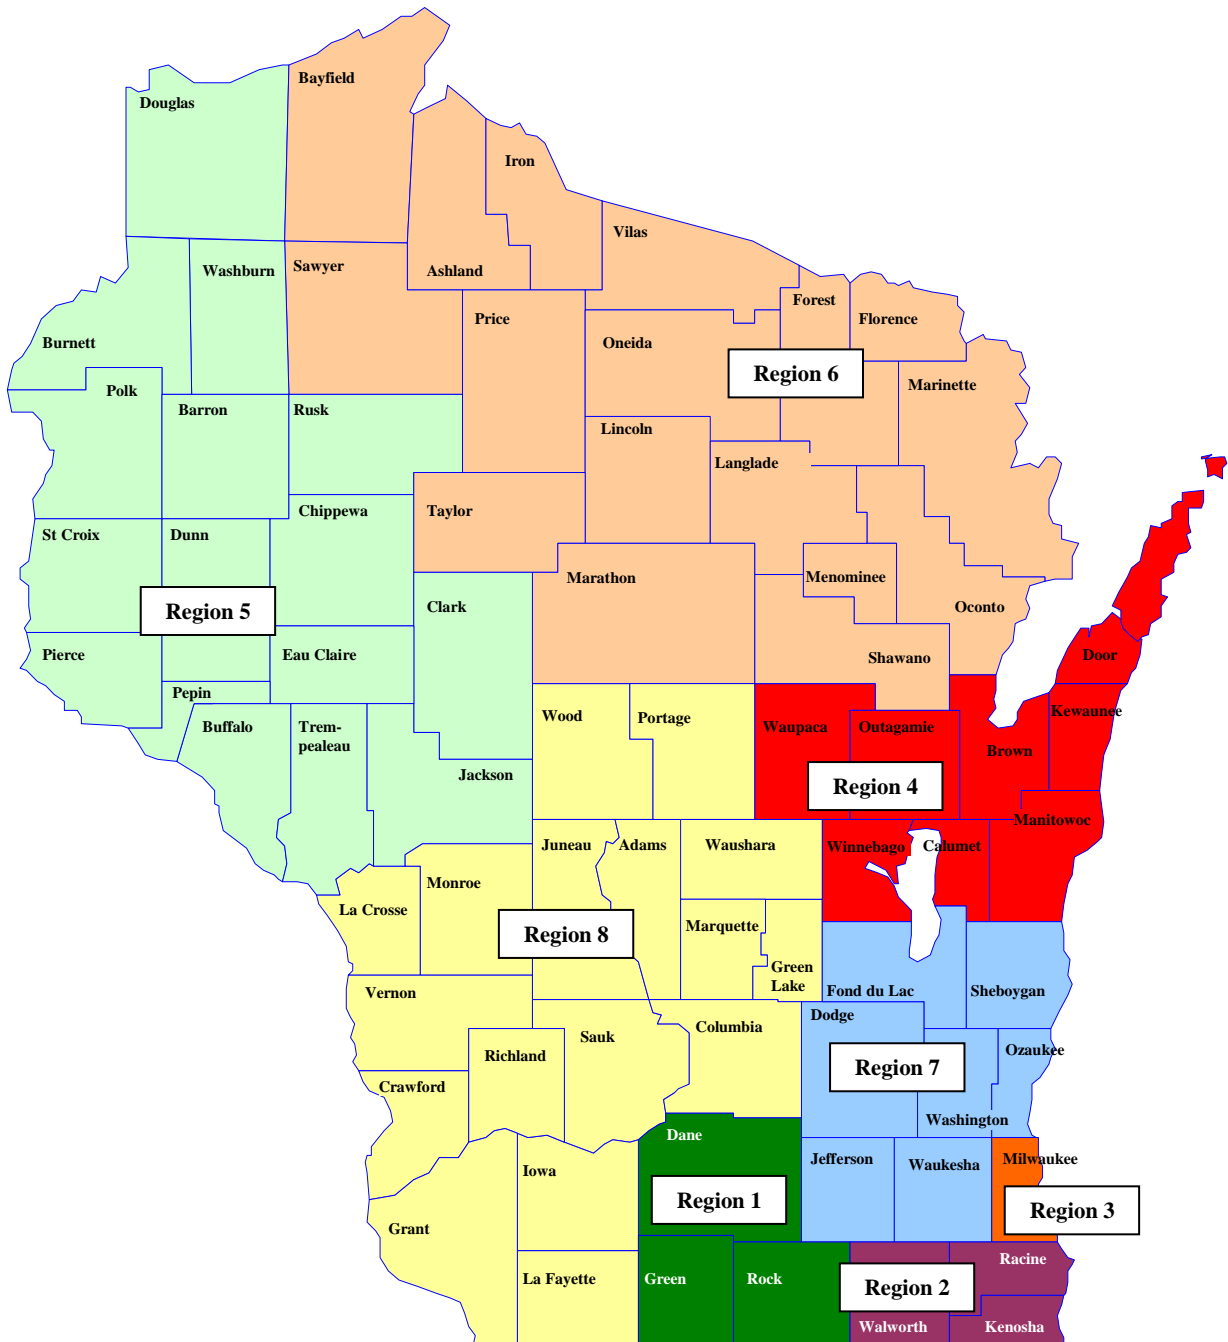 Bayfield
Douglas
Iron
Vilas
Washburn
Sawyer
Ashland
Forest
Florence
Price
Burnett
Oneida
Region 6
Polk
Marinette
Barron
Rusk
Lincoln
Langlade
Chippewa
Taylor
St Croix
Dunn
Marathon
Menominee
Region 5
Clark
Oconto
Pierce
Eau Claire
Shawano
Door
Pepin
Wood
Portage
Kewaunee
Buffalo
Trem-
pealeau
Waupaca
Outagamie
Brown
Jackson
Region 4
Manitowoc
Juneau
Adams
Waushara
Winnebago
Calumet
Monroe
La Crosse
Region 8
Marquette
Green
Lake
Vernon
Fond du Lac
Sheboygan
Dodge
Columbia
Sauk
Richland
Ozaukee
Region 7
Crawford
Washington
Dane
Iowa
Jefferson
Waukesha
Milwaukee
Region 1
Region 3
Grant
La Fayette
Green
Rock
Racine
Region 2
Walworth
Kenosha